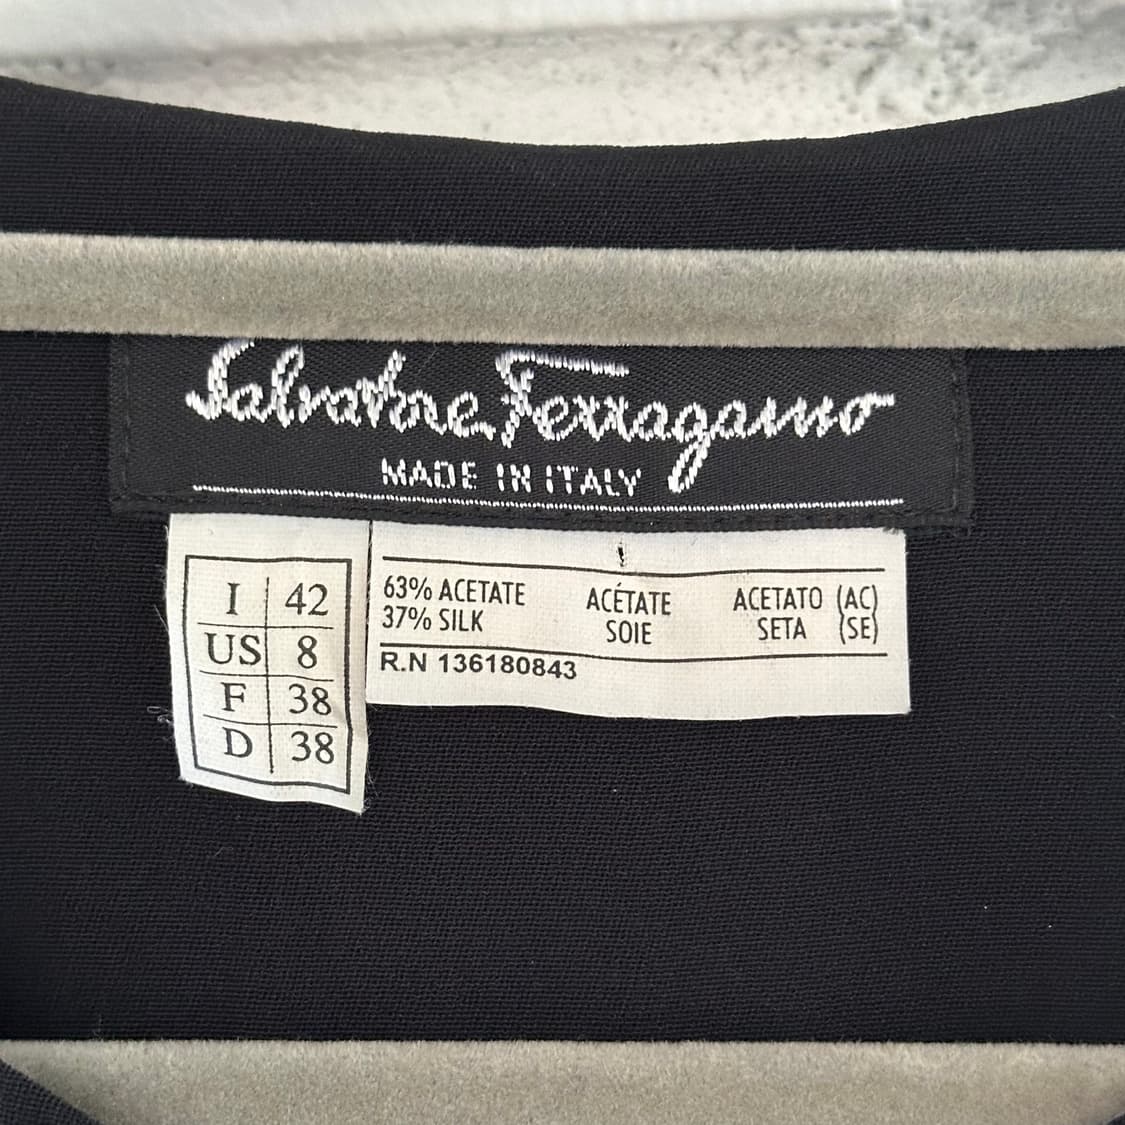 Salvatore Ferragamo
MADE IN ITALY
I 42
US 8
F 38
D 38
63% ACETATE ACÉTATE ACETATO (AC)
37% SILK SOIE SETA (SE)
R.N 136180843